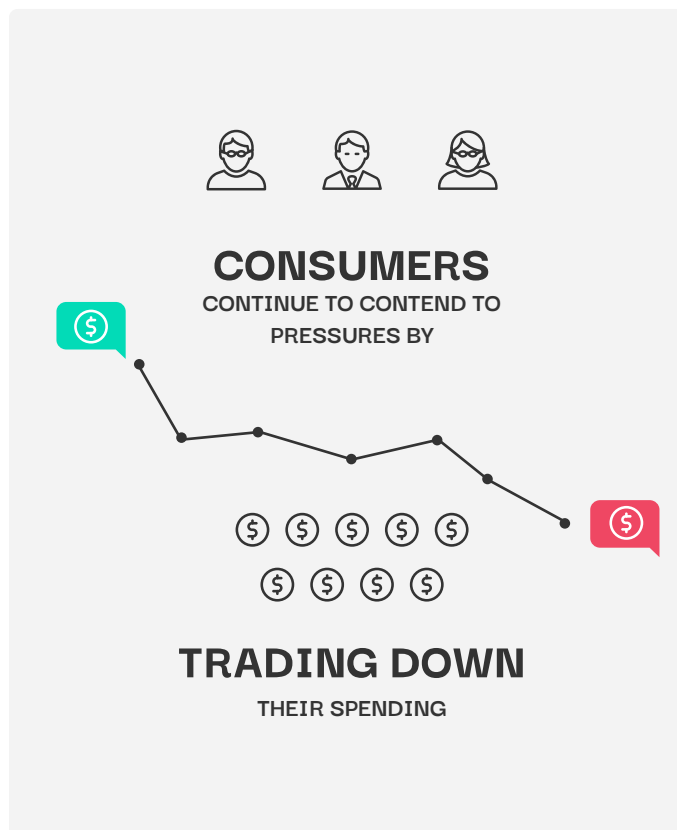 CONSUMERS
CONTINUE TO CONTEND TO
PRESSURES BY
$
$
$ $ $ $ $
$ $ $ $
TRADING DOWN
THEIR SPENDING